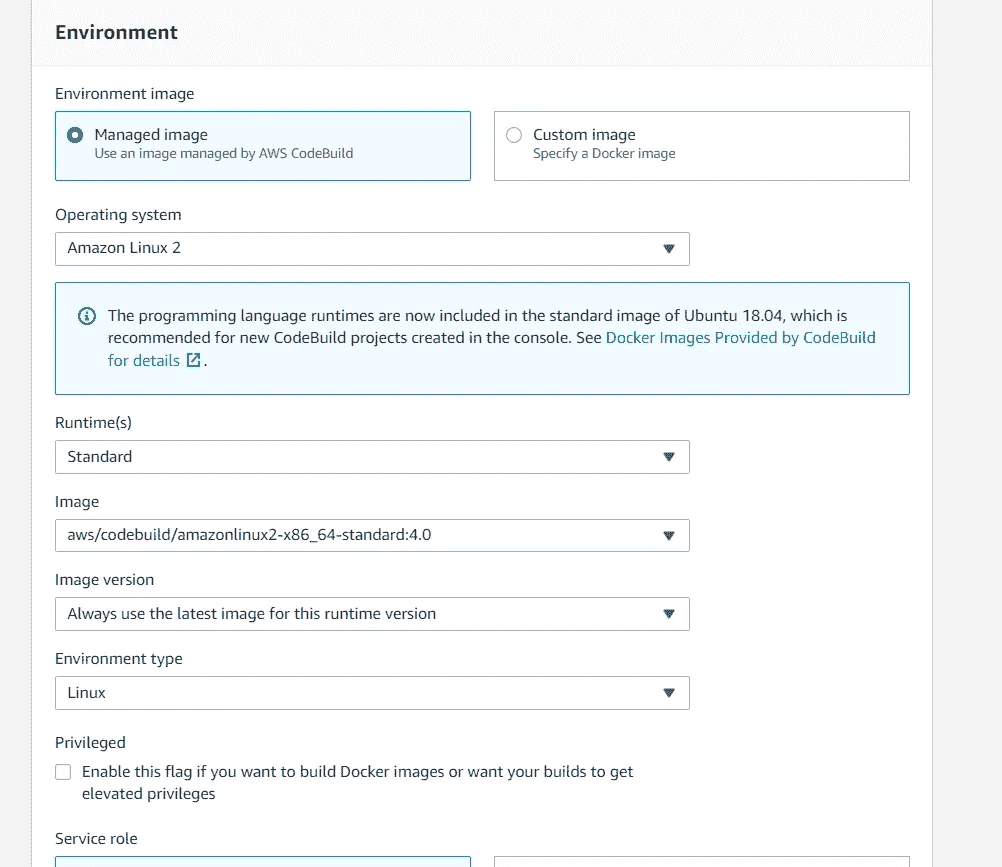 Environment
Environment image
Managed image
Use an image managed by AWS CodeBuild
Custom image
Specify a Docker image
Operating system
Amazon Linux 2
The programming language runtimes are now included in the standard image of Ubuntu 18.04, which is
recommended for new CodeBuild projects created in the console. See Docker Images Provided by CodeBuild
for details .
Runtime(s)
Standard
Image
aws/codebuild/amazonlinux2-x86_64-standard:4.0
Image version
Always use the latest image for this runtime version
Environment type
Linux
Privileged
Enable this flag if you want to build Docker images or want your builds to get
elevated privileges
Service role